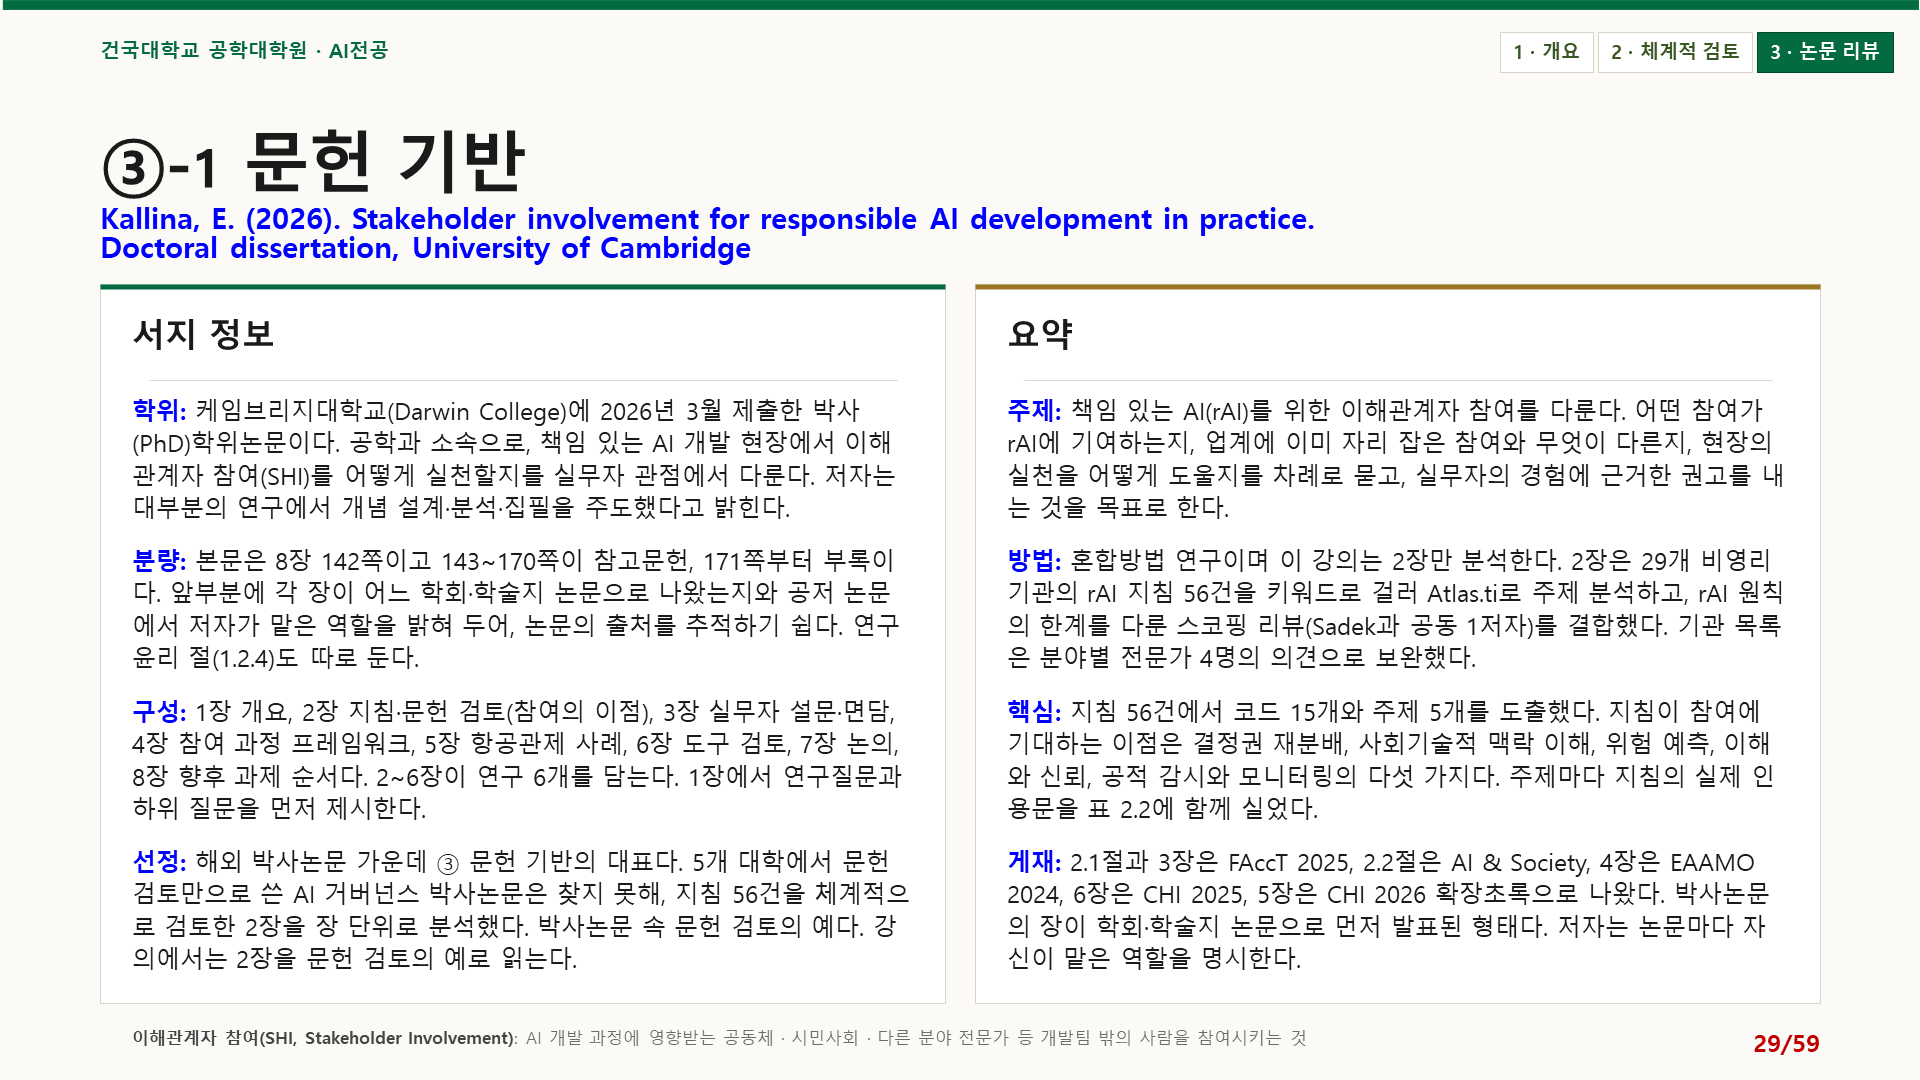 건국대학교 공학대학원 · AI전공
1 · 개요
2 · 체계적 검토
3 · 논문 리뷰
③-1 문헌 기반
Kallina, E. (2026). Stakeholder involvement for responsible AI development in practice.
Doctoral dissertation, University of Cambridge
서지 정보
학위: 케임브리지대학교(Darwin College)에 2026년 3월 제출한 박사
(PhD)학위논문이다. 공학과 소속으로, 책임 있는 AI 개발 현장에서 이해
관계자 참여(SHI)를 어떻게 실천할지를 실무자 관점에서 다룬다. 저자는
대부분의 연구에서 개념 설계·분석·집필을 주도했다고 밝힌다.
분량: 본문은 8장 142쪽이고 143~170쪽이 참고문헌, 171쪽부터 부록이
다. 앞부분에 각 장이 어느 학회·학술지 논문으로 나왔는지와 공저 논문
에서 저자가 맡은 역할을 밝혀 두어, 논문의 출처를 추적하기 쉽다. 연구
윤리 절(1.2.4)도 따로 둔다.
구성: 1장 개요, 2장 지침·문헌 검토(참여의 이점), 3장 실무자 설문·면담,
4장 참여 과정 프레임워크, 5장 항공관제 사례, 6장 도구 검토, 7장 논의,
8장 향후 과제 순서다. 2~6장이 연구 6개를 담는다. 1장에서 연구질문과
하위 질문을 먼저 제시한다.
선정: 해외 박사논문 가운데 ③ 문헌 기반의 대표다. 5개 대학에서 문헌
검토만으로 쓴 AI 거버넌스 박사논문은 찾지 못해, 지침 56건을 체계적으
로 검토한 2장을 장 단위로 분석했다. 박사논문 속 문헌 검토의 예다. 강
의에서는 2장을 문헌 검토의 예로 읽는다.
요약
주제: 책임 있는 AI(rAI)를 위한 이해관계자 참여를 다룬다. 어떤 참여가
rAI에 기여하는지, 업계에 이미 자리 잡은 참여와 무엇이 다른지, 현장의
실천을 어떻게 도울지를 차례로 묻고, 실무자의 경험에 근거한 권고를 내
는 것을 목표로 한다.
방법: 혼합방법 연구이며 이 강의는 2장만 분석한다. 2장은 29개 비영리
기관의 rAI 지침 56건을 키워드로 걸러 Atlas.ti로 주제 분석하고, rAI 원칙
의 한계를 다룬 스코핑 리뷰(Sadek과 공동 1저자)를 결합했다. 기관 목록
은 분야별 전문가 4명의 의견으로 보완했다.
핵심: 지침 56건에서 코드 15개와 주제 5개를 도출했다. 지침이 참여에
기대하는 이점은 결정권 재분배, 사회기술적 맥락 이해, 위험 예측, 이해
와 신뢰, 공적 감시와 모니터링의 다섯 가지다. 주제마다 지침의 실제 인
용문을 표 2.2에 함께 실었다.
게재: 2.1절과 3장은 FAccT 2025, 2.2절은 AI & Society, 4장은 EAAMO
2024, 6장은 CHI 2025, 5장은 CHI 2026 확장초록으로 나왔다. 박사논문
의 장이 학회·학술지 논문으로 먼저 발표된 형태다. 저자는 논문마다 자
신이 맡은 역할을 명시한다.
이해관계자 참여(SHI, Stakeholder Involvement): AI 개발 과정에 영향받는 공동체 · 시민사회 · 다른 분야 전문가 등 개발팀 밖의 사람을 참여시키는 것
29/59